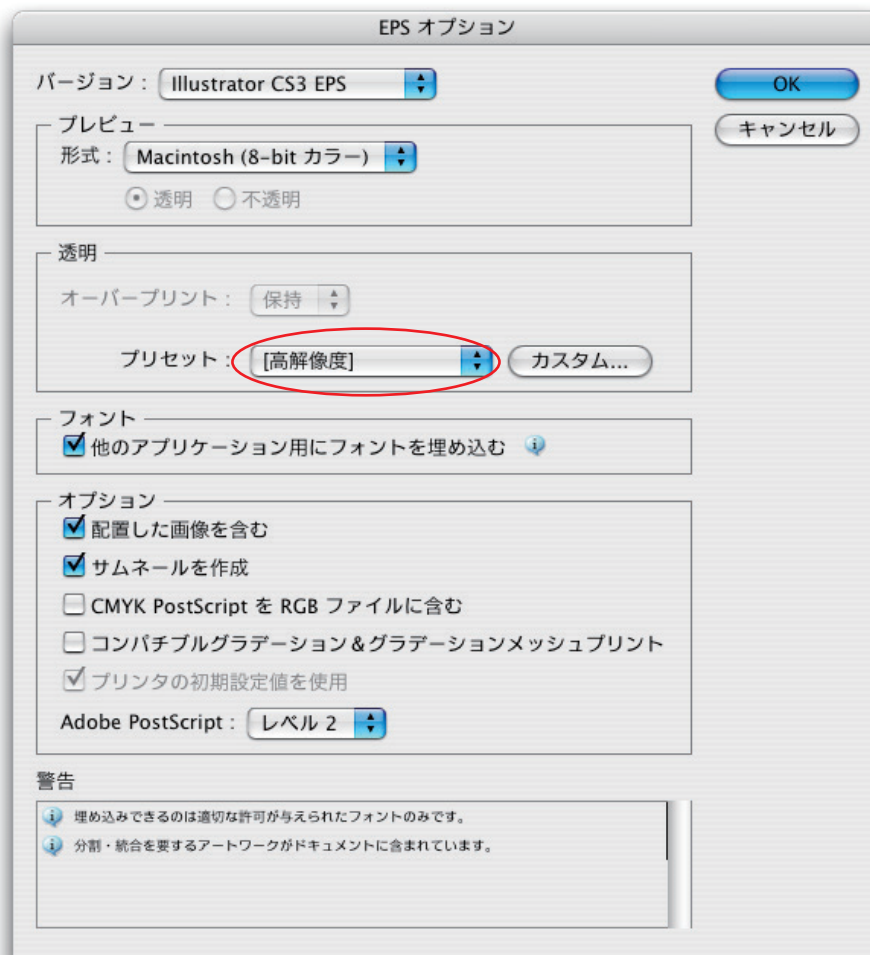 EPS オプション
バージョン： Illustrator CS3 EPS
OK
プレビュー
キャンセル
形式： Macintosh (8-bit カラー)
透明 不透明
透明
オーバープリント： 保持
プリセット： [高解像度] カスタム...
フォント
他のアプリケーション用にフォントを埋め込む
オプション
配置した画像を含む
サムネールを作成
CMYK PostScript を RGB ファイルに含む
コンパチブルグラデーション＆グラデーションメッシュプリント
プリンタの初期設定値を使用
Adobe PostScript： レベル 2
警告
埋め込みできるのは適切な許可が与えられたフォントのみです。
分割・統合を要するアートワークがドキュメントに含まれています。